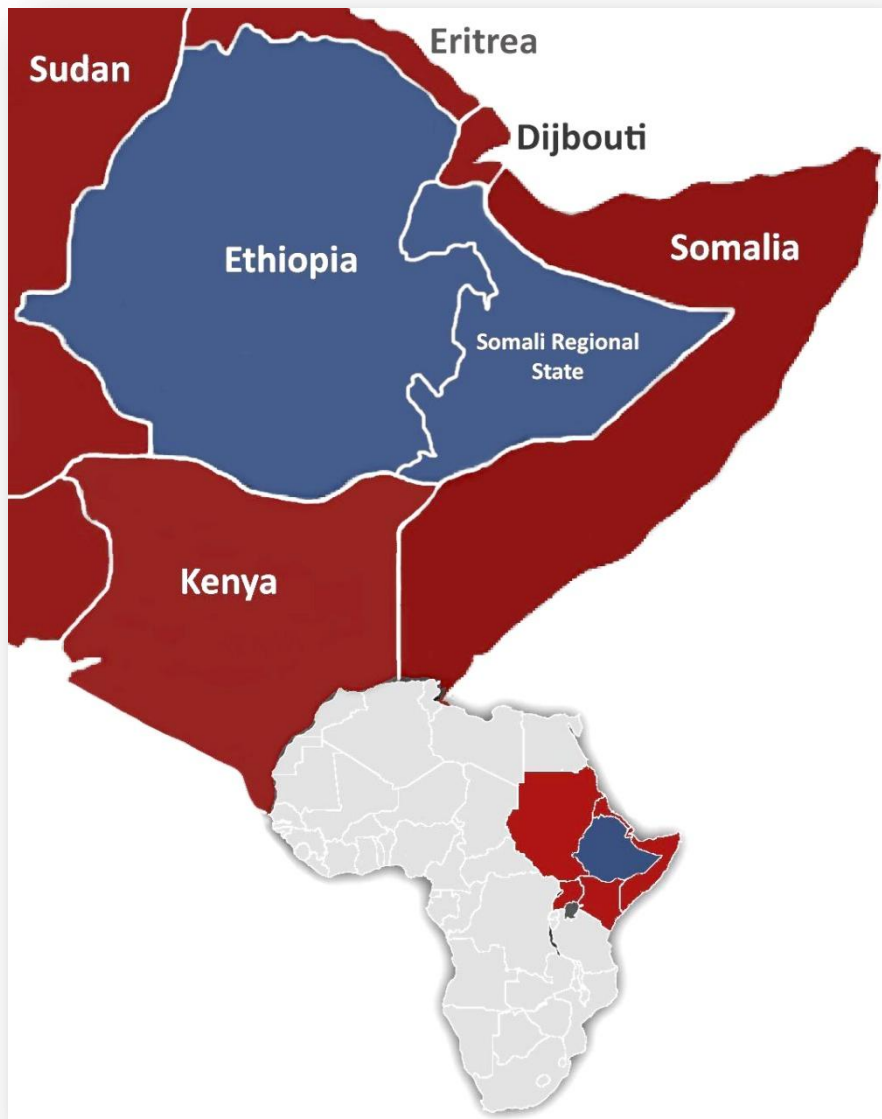 Eritrea
Sudan
Dijbouti
Somalia
Ethiopia
Somali Regional
State
Kenya